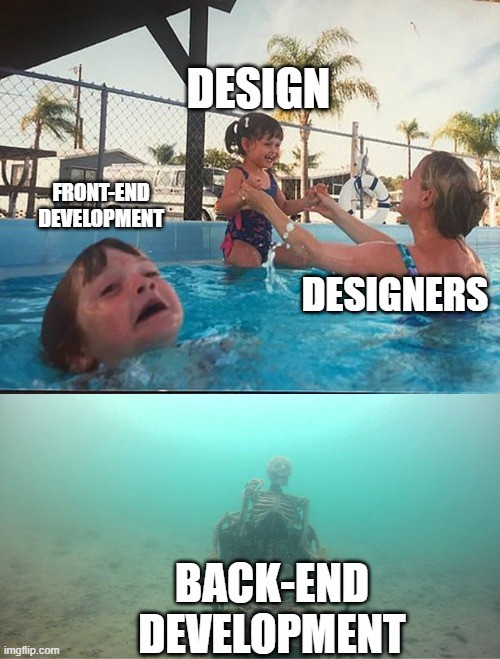 DESIGN
FRONT-END
DEVELOPMENT
DESIGNERS
BACK-END
DEVELOPMENT
imgflip.com